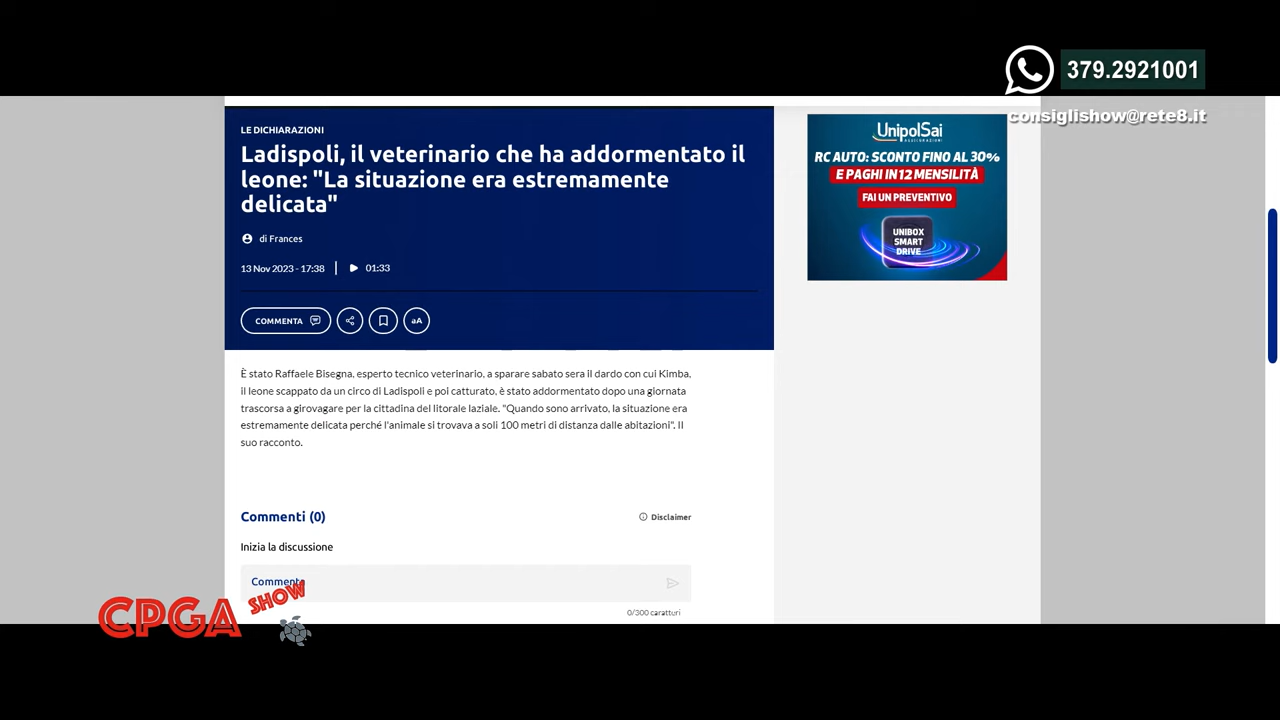 379.2921001
consiglishow@rete8.it
LE DICHIARAZIONI
Ladispoli, il veterinario che ha addormentato il
leone: "La situazione era estremamente
delicata"
di Frances
13 Nov 2023 - 17:38
01:33
COMMENTA
aA
UnipolSai
ASSICURAZIONI
RC AUTO: SCONTO FINO AL 30%
E PAGHI IN 12 MENSILITÀ
FAI UN PREVENTIVO
UNIBOX
SMART
DRIVE
È stato Raffaele Bisegna, esperto tecnico veterinario, a sparare sabato sera il dardo con cui Kimba,
il leone scappato da un circo di Ladispoli e poi catturato, è stato addormentato dopo una giornata
trascorsa a girovagare per la cittadina del litorale laziale. "Quando sono arrivato, la situazione era
estremamente delicata perché l'animale si trovava a soli 100 metri di distanza dalle abitazioni". Il
suo racconto.
Commenti (0)
Disclaimer
Inizia la discussione
Commento
0/300 caratteri
CPGA SHOW